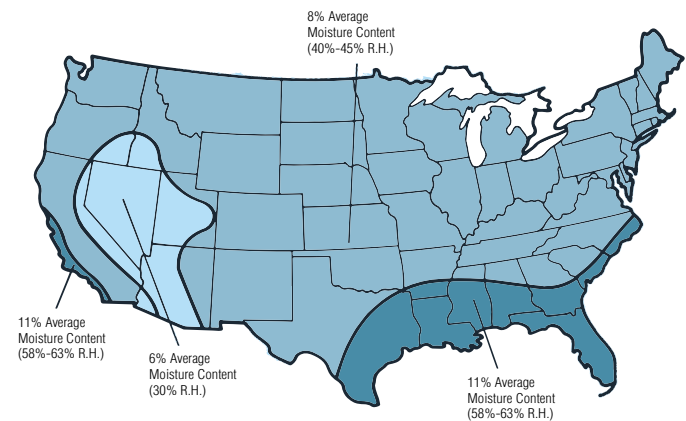 8% Average
Moisture Content
(40%-45% R.H.)
11% Average
Moisture Content
(58%-63% R.H.)
6% Average
Moisture Content
(30% R.H.)
11% Average
Moisture Content
(58%-63% R.H.)